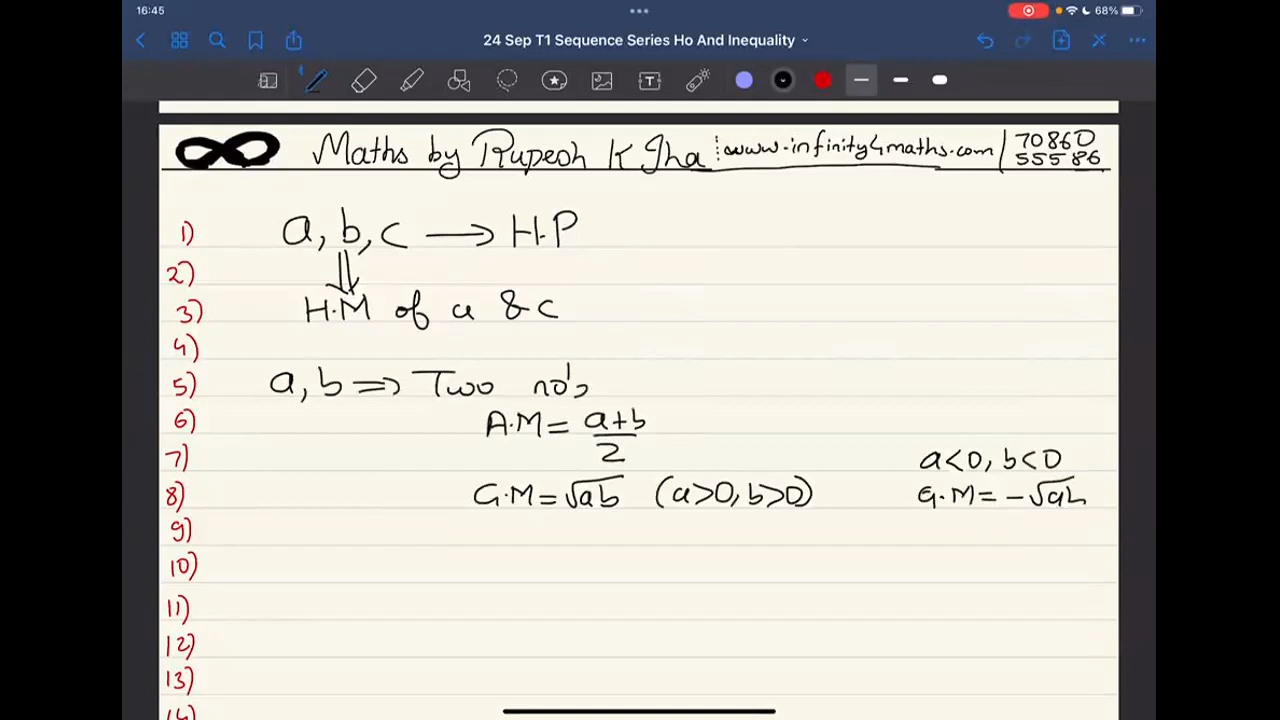 16:45
68%
24 Sep T1 Sequence Series Ho And Inequality
T
∞ Maths by Rupesh K Jha www.infinity4maths.com 70860 55586
1) a, b, c → H.P
2) ⇓
3) H.M of a & c
4)
5) a, b ⇒ Two no's
6) A.M = a+b/2
7) a<0, b<0
8) G.M = √ab (a>0, b>0) G.M = -√ab
9)
10)
11)
12)
13)
14)